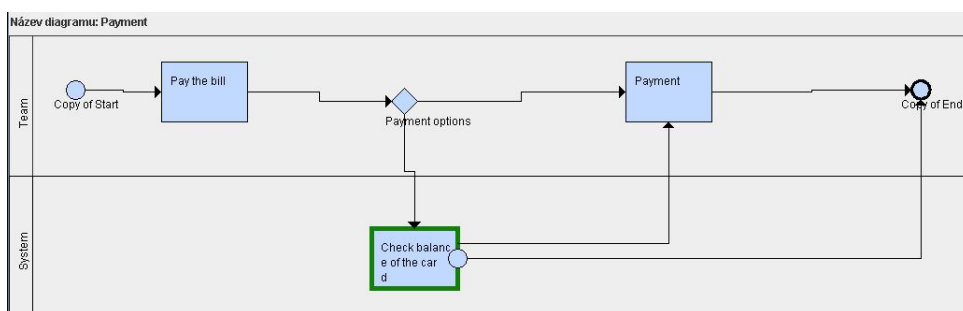 Název diagramu: Payment
Team
Copy of Start
Pay the bill
Payment options
Payment
Copy of End
System
Check balanc
e of the car
d